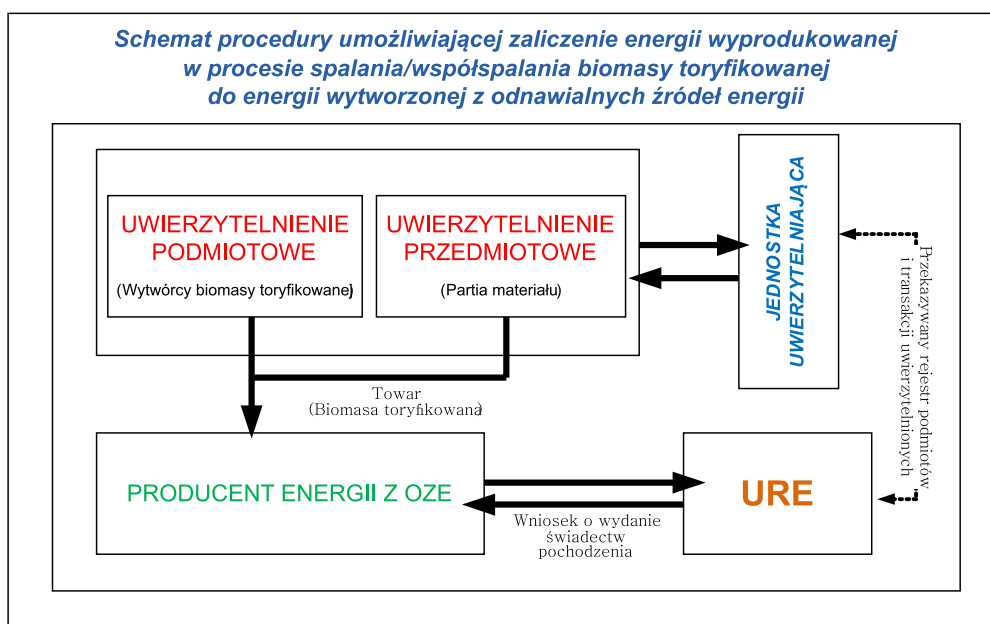 Schemat procedury umożliwiającej zaliczenie energii wyprodukowanej
w procesie spalania/współspalania biomasy toryfikowanej
do energii wytworzonej z odnawialnych źródeł energii
UWIERZYTELNIENIE
PODMIOTOWE
(Wytwórcy biomasy toryfikowane)
UWIERZYTELNIENIE
PRZEDMIOTOWE
(Partia materiału)
JEDNOSTKA
UWIERZYTELNIAJĄCA
Przekazywany rejestr podmiotów
i transakcji uwierzytelnionych
Towar
(Biomasa toryfikowana)
PRODUCENT ENERGII Z OZE
URE
Wniosek o wydanie
świadectw
pochodzenia